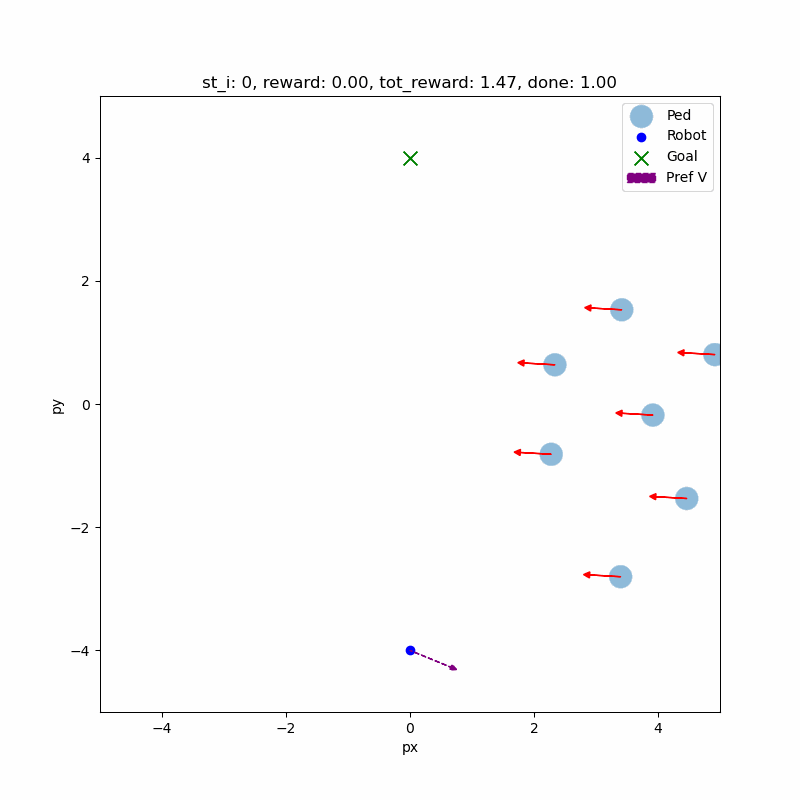 st_i: 0, reward: 0.00, tot_reward: 1.47, done: 1.00
Ped
Robot
Goal
Pref V
4
2
0
−2
−4
py
−4
−2
0
2
4
px